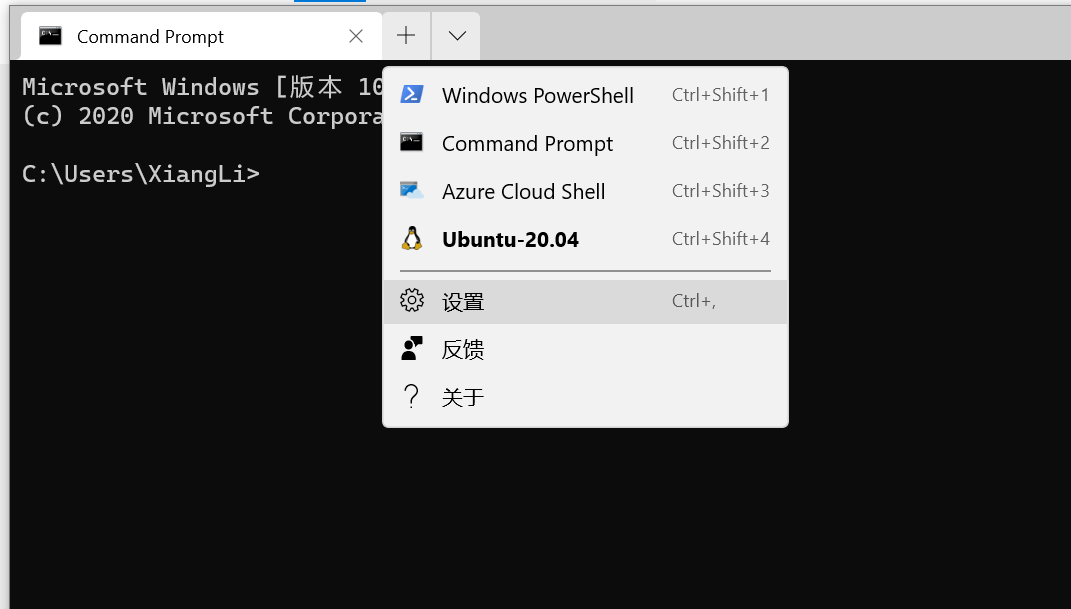 Command Prompt
Microsoft Windows [版本 10
(c) 2020 Microsoft Corpora
C:\Users\XiangLi>
Windows PowerShell Ctrl+Shift+1
Command Prompt Ctrl+Shift+2
Azure Cloud Shell Ctrl+Shift+3
Ubuntu-20.04 Ctrl+Shift+4
设置 Ctrl+,
反馈
关于